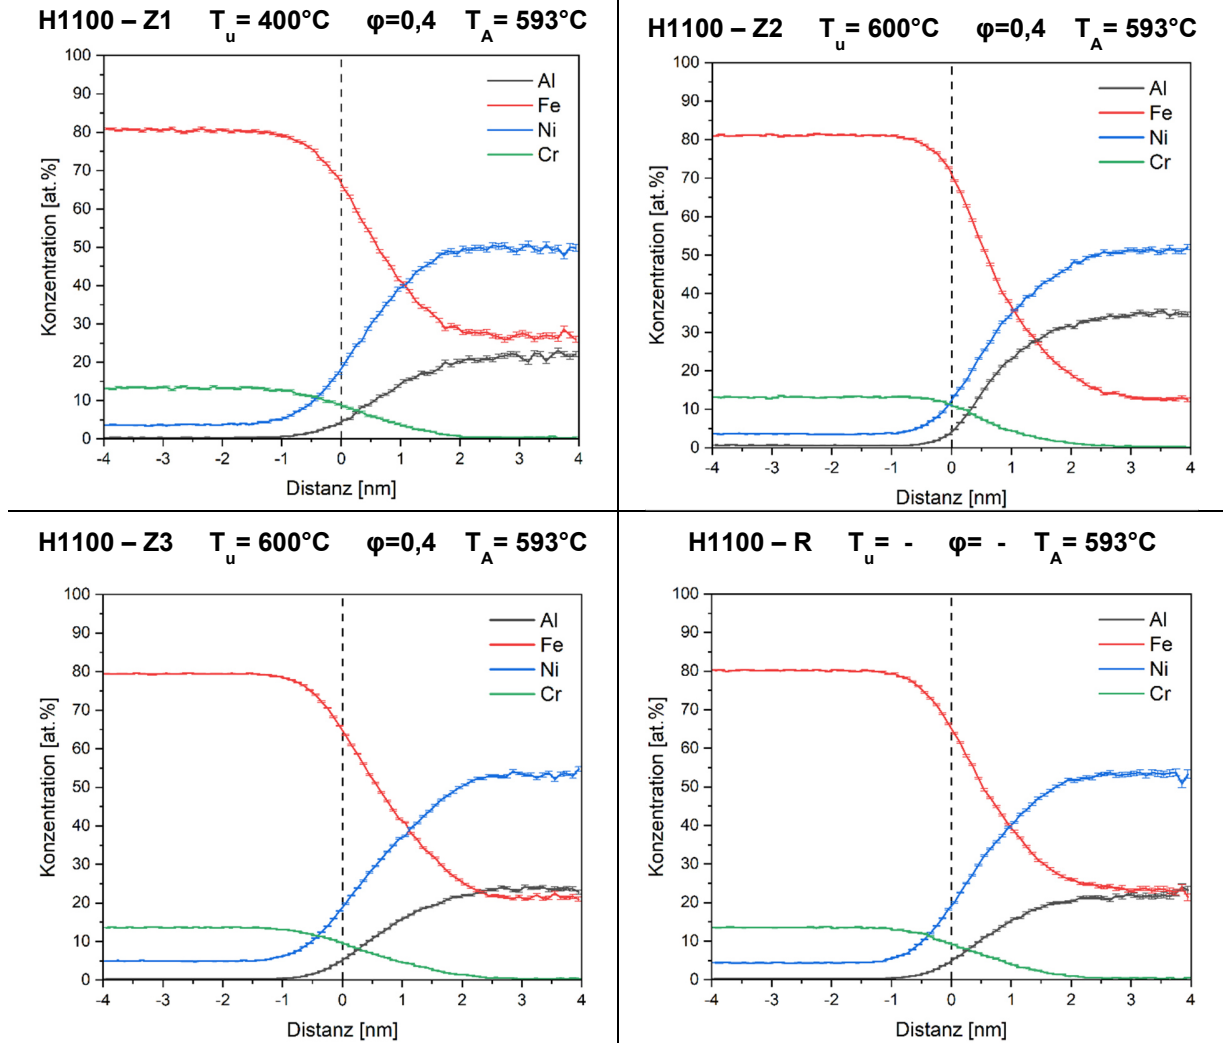 H1100 – Z1 Tu= 400°C φ=0,4 TA= 593°C
100
90
80
70
60
50
40
30
20
10
0
Konzentration [at.%]
Al
Fe
Ni
Cr
-4 -3 -2 -1 0 1 2 3 4
Distanz [nm]
H1100 – Z2 Tu= 600°C φ=0,4 TA= 593°C
100
90
80
70
60
50
40
30
20
10
0
Konzentration [at.%]
Al
Fe
Ni
Cr
-4 -3 -2 -1 0 1 2 3 4
Distanz [nm]
H1100 – Z3 Tu= 600°C φ=0,4 TA= 593°C
100
90
80
70
60
50
40
30
20
10
0
Konzentration [at.%]
Al
Fe
Ni
Cr
-4 -3 -2 -1 0 1 2 3 4
Distanz [nm]
H1100 – R Tu= - φ= - TA= 593°C
100
90
80
70
60
50
40
30
20
10
0
Konzentration [at.%]
Al
Fe
Ni
Cr
-4 -3 -2 -1 0 1 2 3 4
Distanz [nm]